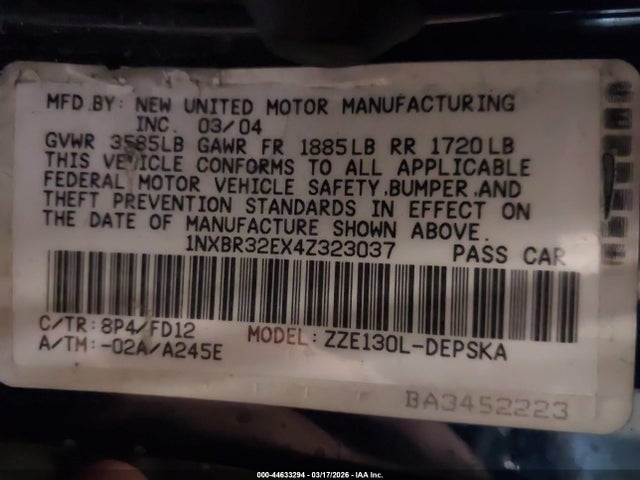 MFD.BY: NEW UNITED MOTOR MANUFACTURING
INC. 03/04
GVWR 3585LB GAWR FR 1885LB RR 1720LB
THIS VEHICLE CONFORMS TO ALL APPLICABLE
FEDERAL MOTOR VEHICLE SAFETY,BUMPER,AND
THEFT PREVENTION STANDARDS IN EFFECT ON
THE DATE OF MANUFACTURE SHOWN ABOVE.
1NXBR32EX4Z323037 PASS CAR
C/TR:8P4/FD12 MODEL:ZZE130L-DEPSKA
A/TM:-02A/A245E
BA3452223
000-44633294 - 03/17/2026 - IAA Inc.